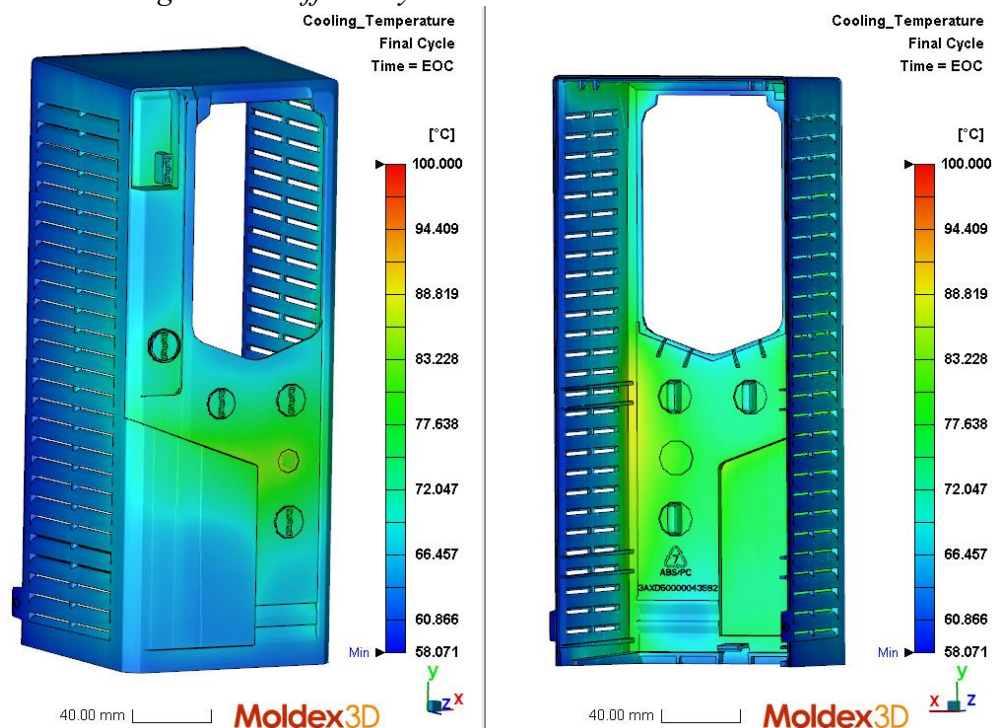 Cooling_Temperature
Final Cycle
Time = EOC
[°C]
100.000
94.409
88.819
83.228
77.638
72.047
66.457
60.866
Min 58.071
40.00 mm
Moldex3D
y
z x
Cooling_Temperature
Final Cycle
Time = EOC
[°C]
100.000
94.409
88.819
83.228
77.638
72.047
66.457
60.866
Min 58.071
7
ABS/PC
3AXD50000043592
40.00 mm
Moldex3D
y
x z